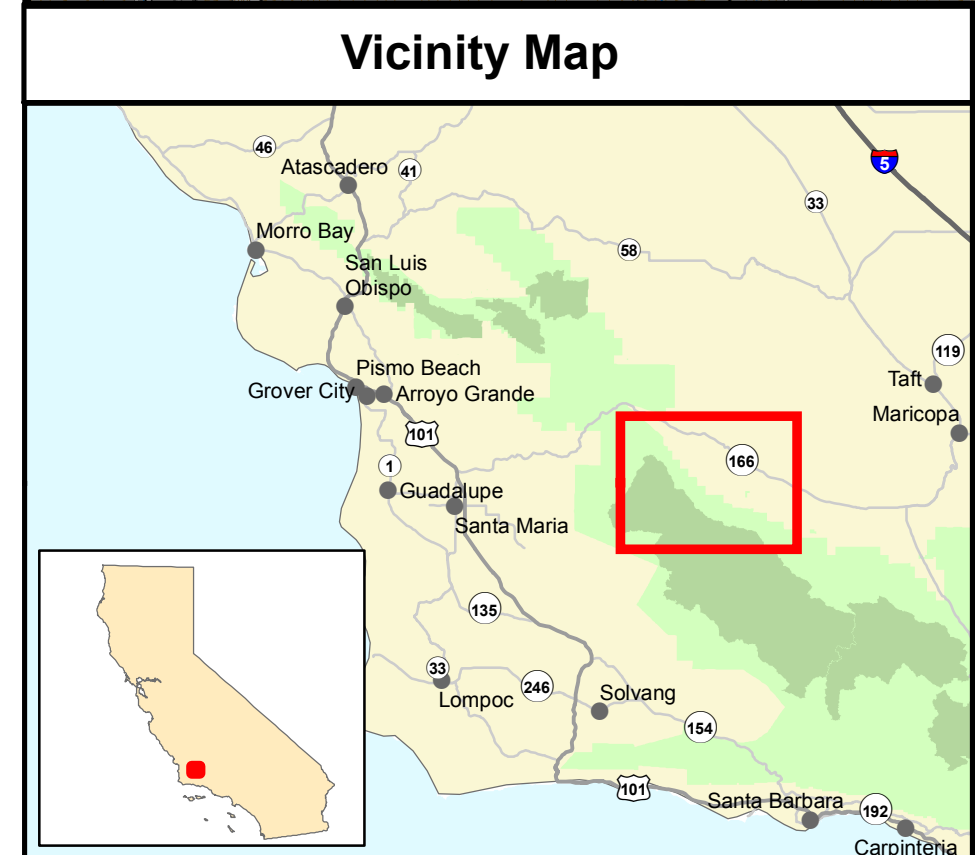 Vicinity Map
46
Atascadero
41
5
33
Morro Bay
58
San Luis
Obispo
119
Pismo Beach
Taft
Grover City
Arroyo Grande
Maricopa
101
166
1
Guadalupe
Santa Maria
135
33
246
Lompoc
Solvang
154
101
Santa Barbara
192
Carpinteria